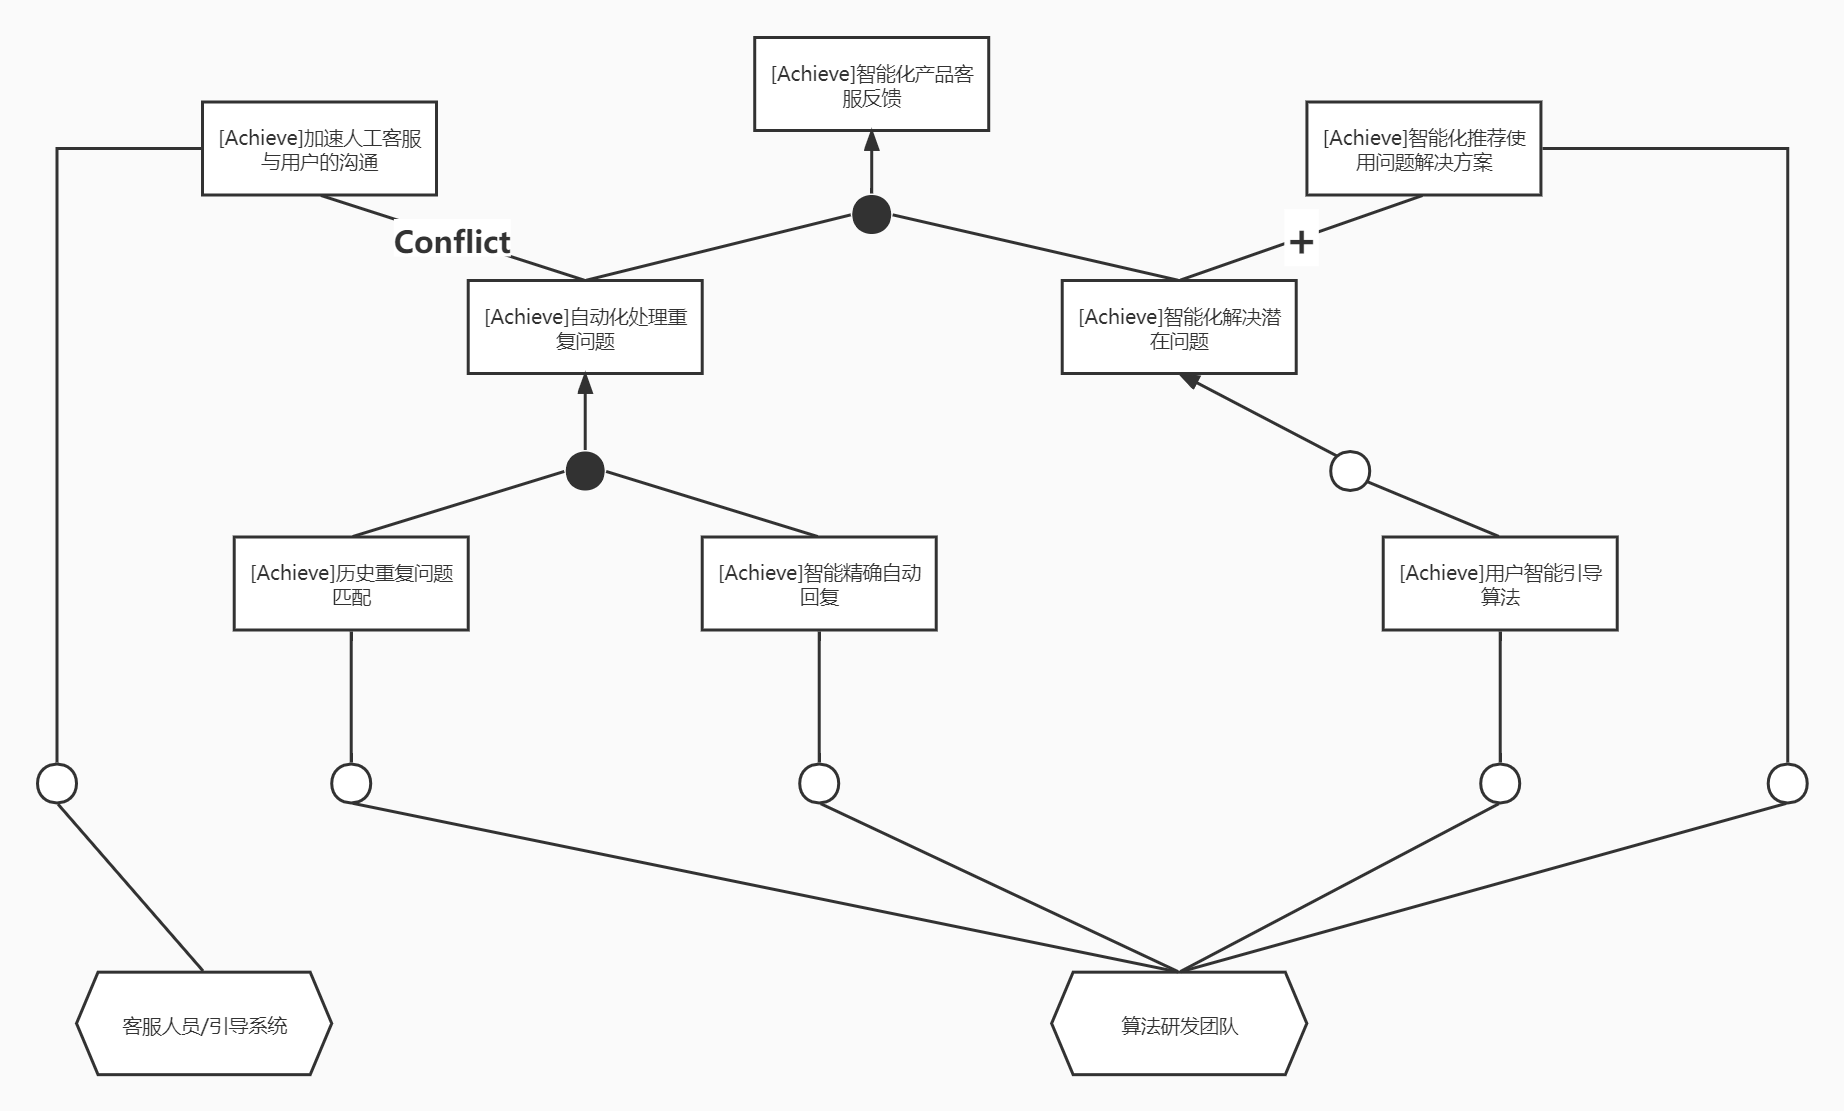 [Achieve]智能化产品客
服反馈
[Achieve]加速人工客服
与用户的沟通
[Achieve]智能化推荐使
用问题解决方案
Conflict
+
[Achieve]自动化处理重
复问题
[Achieve]智能化解决潜
在问题
[Achieve]历史重复问题
匹配
[Achieve]智能精确自动
回复
[Achieve]用户智能引导
算法
客服人员/引导系统
算法研发团队